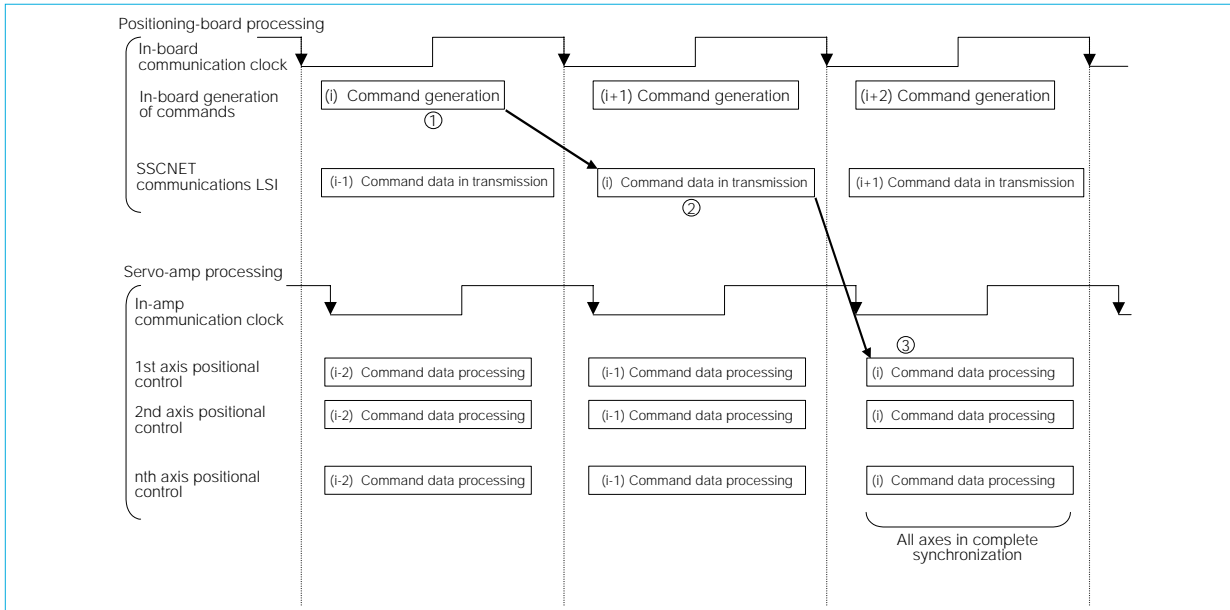 Positioning-board processing
In-board
communication clock
In-board generation
of commands
(i) Command generation
(i+1) Command generation
(i+2) Command generation
①
SSCNET
communications LSI
(i-1) Command data in transmission
(i) Command data in transmission
(i+1) Command data in transmission
②
Servo-amp processing
In-amp
communication clock
③
1st axis positional
control
(i-2) Command data processing
(i-1) Command data processing
(i) Command data processing
2nd axis positional
control
(i-2) Command data processing
(i-1) Command data processing
(i) Command data processing
nth axis positional
control
(i-2) Command data processing
(i-1) Command data processing
(i) Command data processing
All axes in complete
synchronization